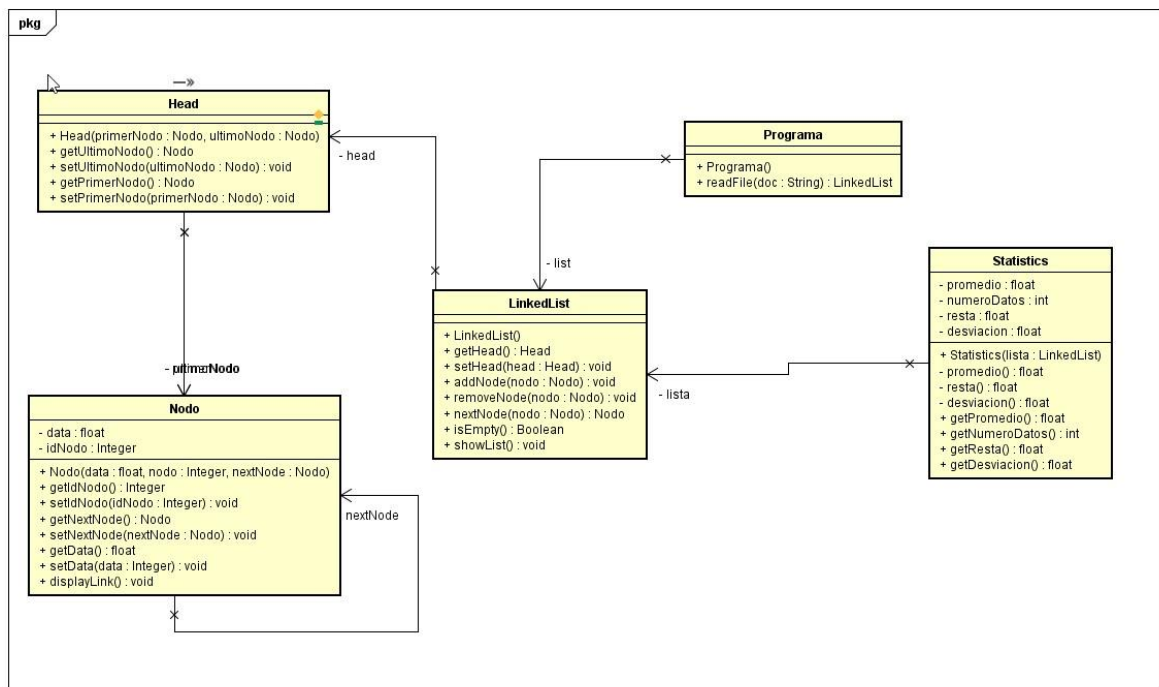 pkg
Head
+ Head(primerNodo : Nodo, ultimoNodo : Nodo)
+ getUltimoNodo() : Nodo
+ setUltimoNodo(ultimoNodo : Nodo) : void
+ getPrimerNodo() : Nodo
+ setPrimerNodo(primerNodo : Nodo) : void
- head
Programa
+ Programa()
+ readFile(doc : String) : LinkedList
- list
LinkedList
+ LinkedList()
+ getHead() : Head
+ setHead(head : Head) : void
+ addNode(nodo : Nodo) : void
+ removeNode(nodo : Nodo) : void
+ nextNode(nodo : Nodo) : Nodo
+ isEmpty() : Boolean
+ showList() : void
- lista
Statistics
- promedio : float
- numeroDatos : int
- resta : float
- desviacion : float
+ Statistics(lista : LinkedList)
- promedio() : float
- resta() : float
- desviacion() : float
+ getPromedio() : float
+ getNumeroDatos() : int
+ getResta() : float
+ getDesviacion() : float
Nodo
- data : float
- idNodo : Integer
+ Nodo(data : float, nodo : Integer, nextNode : Nodo)
+ getIdNodo() : Integer
+ setIdNodo(idNodo : Integer) : void
+ getNextNode() : Nodo
+ setNextNode(nextNode : Nodo) : void
+ getData() : float
+ setData(data : Integer) : void
+ displayLink() : void
nextNode